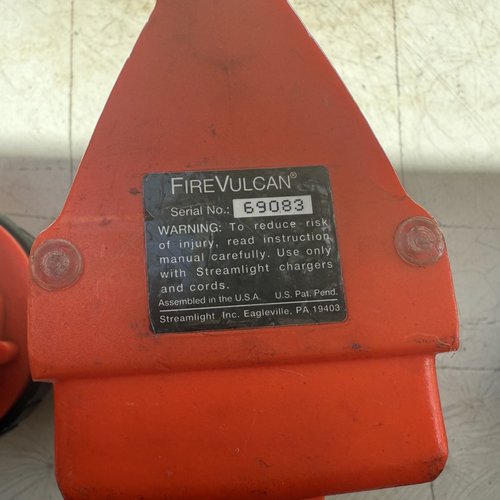 FIREVULCAN®
Serial No.: 69083
WARNING: To reduce risk
of injury, read instruction
manual carefully. Use only
with Streamlight chargers
and cords.
Assembled in the U.S.A. U.S. Pat. Pend.
Streamlight Inc. Eagleville, PA 19403